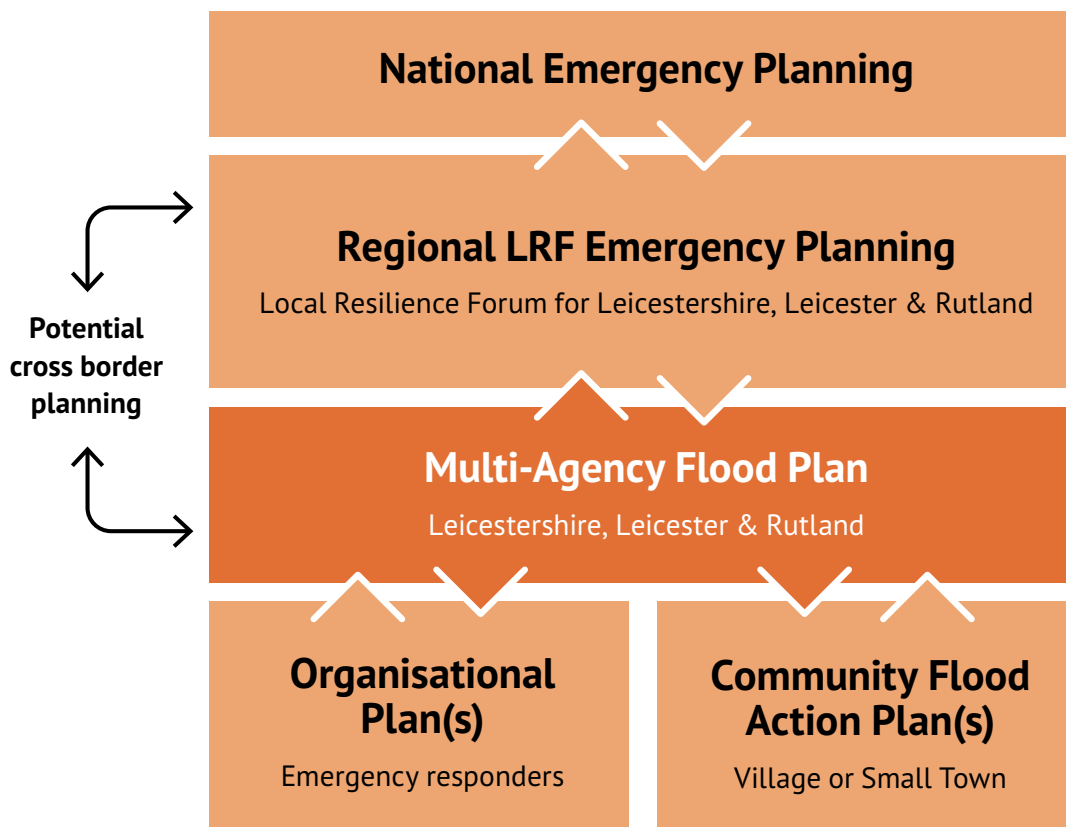 National Emergency Planning
Regional LRF Emergency Planning
Local Resilience Forum for Leicestershire, Leicester & Rutland
Potential
cross border
planning
Multi-Agency Flood Plan
Leicestershire, Leicester & Rutland
Organisational
Plan(s)
Emergency responders
Community Flood
Action Plan(s)
Village or Small Town